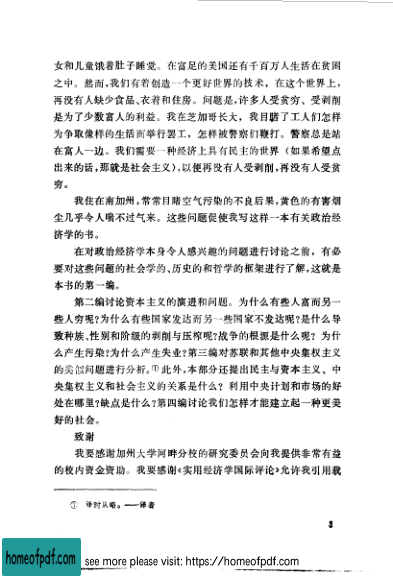 女和儿童饿着肚子睡觉。在富足的美国还有千百万人生活在贫困
之中。然而,我们有着创造一个更好世界的技术，在这个世界上，
再没有人缺少食品、衣着和住房。问题是,许多人受贫穷、受剥削
是为了少数富人的利益。我在芝加哥长大，我目睹了工人们怎样
为争取像样的生活而举行罢工，怎样被警察们鞭打。警察总是站
在富人一边。我们需要一种经济上具有民主的世界（如果希望点
出来的话,那就是社会主义),以便再没有人受剥削,再没有人受贫
穷。
我住在南加州,常常目睹空气污染的不良后果,黄色的有害烟
尘几乎令人喘不过气来。这些问题促使我写这样一本有关政治经
济学的书。
在对政治经济学本身令人感兴趣的问题进行讨论之前，有必
要对这些问题的社会学的、历史的和哲学的框架进行了解,这就是
本书的第一编。
第二编讨论资本主义的演进和问题。为什么有些人富而另一
些人穷呢?为什么有些国家发达而另一些国家不发达呢?是什么导
致种族、性别和阶级的剥削与压榨呢?战争的根源是什么呢？为什
么产生污染?为什么产生失业?第三编对苏联和其他中央集权主义
的类似问题进行分析。①此外,本部分还提出民主与资本主义、中
央集权主义和社会主义的关系是什么？利用中央计划和市场的好
处在哪里?缺点是什么?第四编讨论我们怎样才能建立起一种更美
好的社会。
致谢
我要感谢加州大学河畔分校的研究委员会向我提供非常有益
的校内资金资助。我要感谢《实用经济学国际评论》允许我引用载
① 译时从略。——译者
3
homeofpdf.com
see more please visit: https://homeofpdf.com